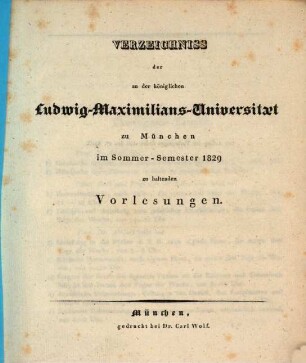 VERZEICHNISS
der
an der königlichen
Ludwig-Maximilians-Universitæt
zu München
im Sommer-Semester 1829
zu haltenden
Vorlesungen.
München,
gedruckt bei Dr. Carl Wolf.